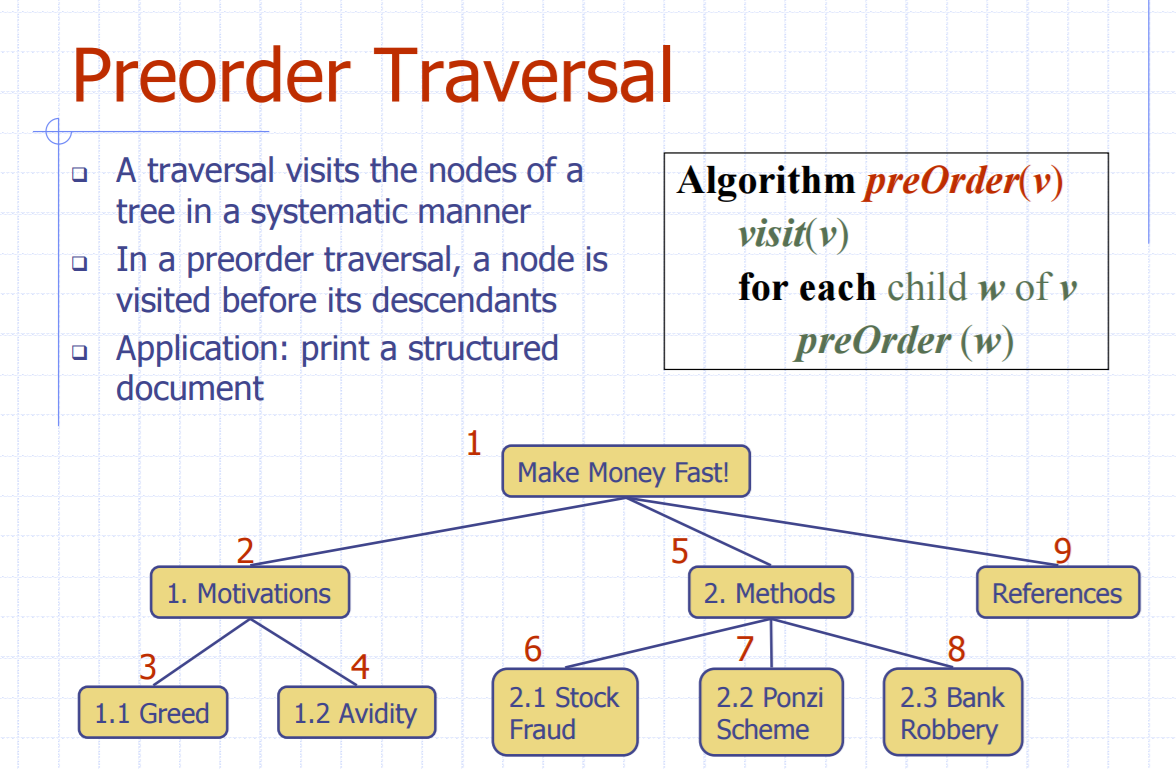 Preorder Traversal
❑ A traversal visits the nodes of a
tree in a systematic manner
❑ In a preorder traversal, a node is
visited before its descendants
❑ Application: print a structured
document
Algorithm preOrder(v)
visit(v)
for each child w of v
preOrder (w)
1
Make Money Fast!
2
5
9
1. Motivations
2. Methods
References
3
4
6
7
8
1.1 Greed
1.2 Avidity
2.1 Stock
Fraud
2.2 Ponzi
Scheme
2.3 Bank
Robbery